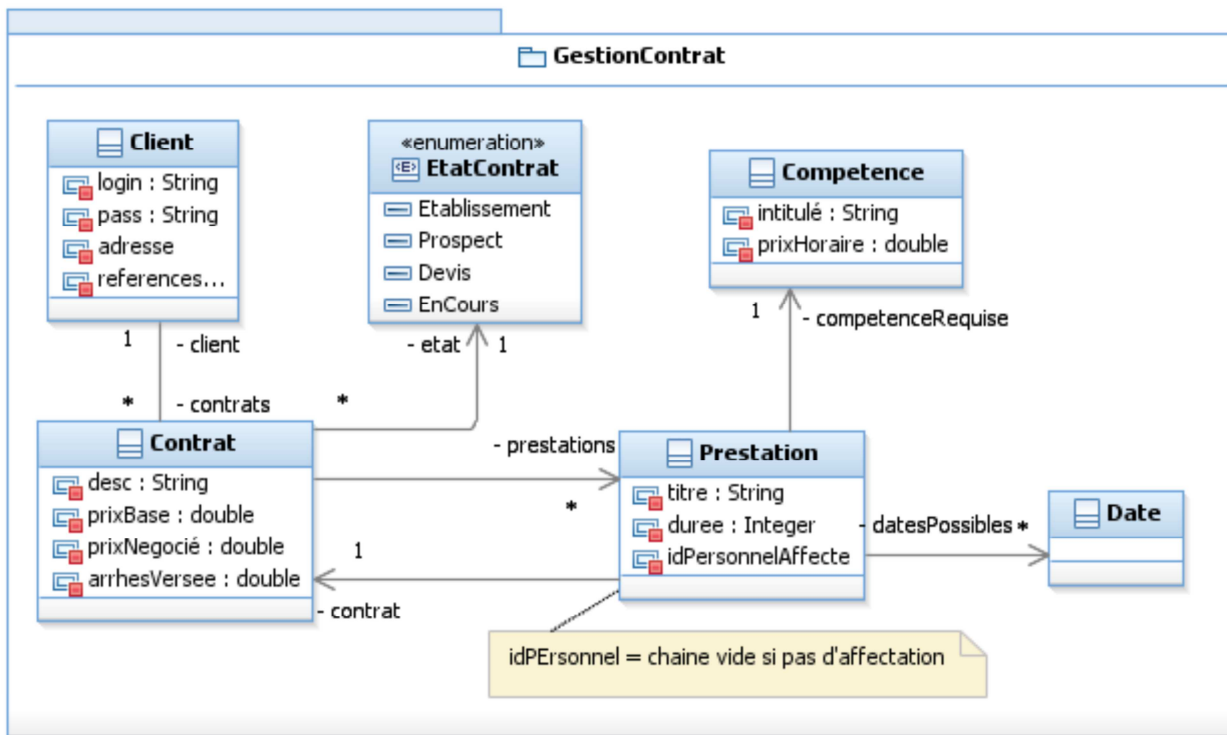 GestionContrat
Client
login : String
pass : String
adresse
references...
«enumeration»
<E> EtatContrat
Etablissement
Prospect
Devis
EnCours
Competence
intitulé : String
prixHoraire : double
1
- client
- etat
1
1
- competenceRequise
*
- contrats
*
Contrat
desc : String
prixBase : double
prixNegocié : double
arrhesVersee : double
- prestations
*
1
- contrat
Prestation
titre : String
duree : Integer
idPersonnelAffecte
- datesPossibles *
Date
idPErsonnel = chaine vide si pas d'affectation